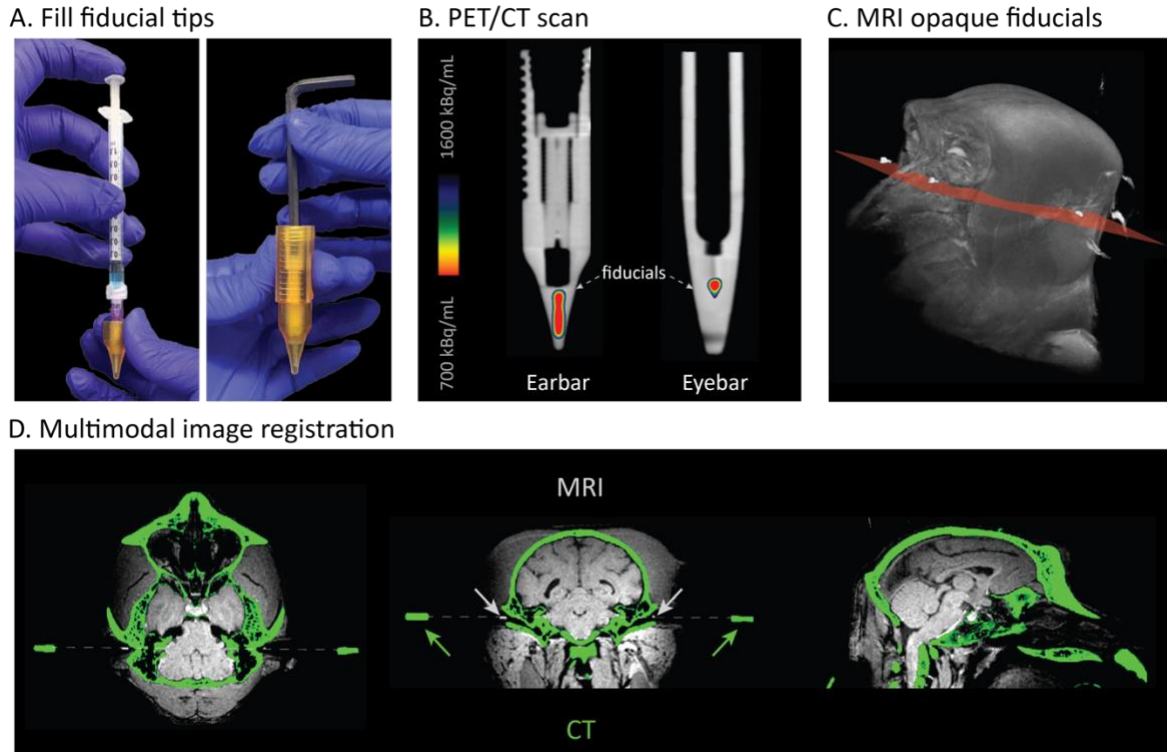 A. Fill fiducial tips
B. PET/CT scan
C. MRI opaque fiducials
1600 kBq/mL
700 kBq/mL
fiducials
Earbar
Eyebar
D. Multimodal image registration
MRI
CT